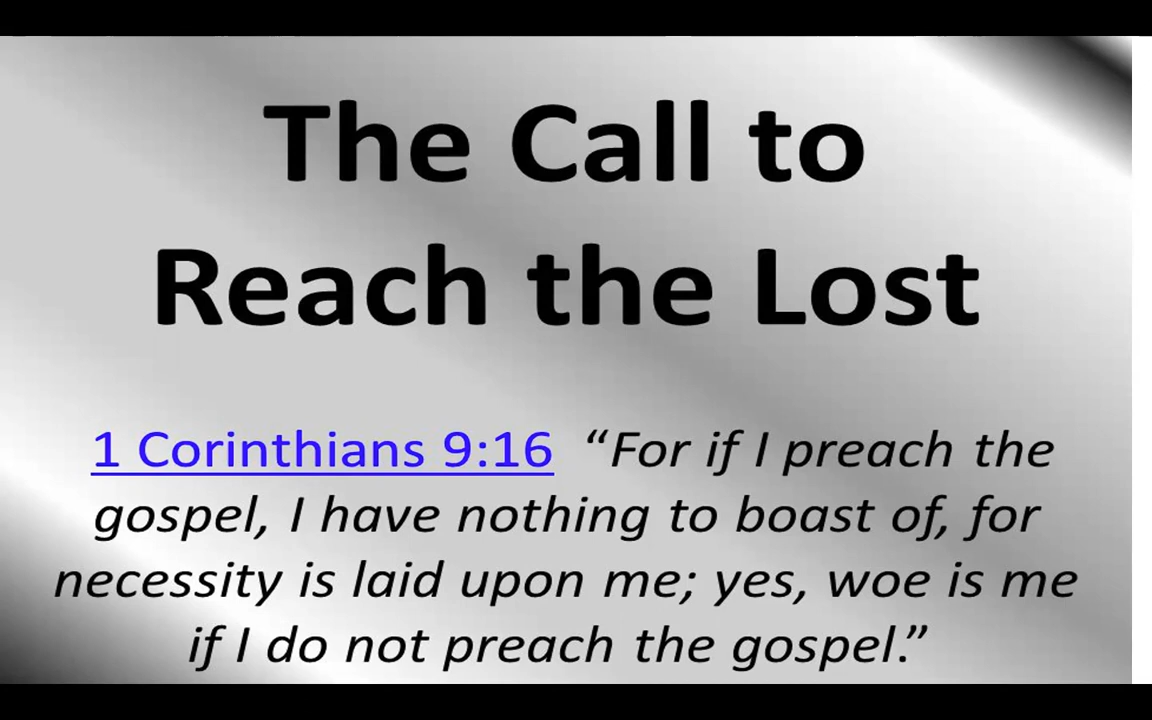 The Call to
Reach the Lost
1 Corinthians 9:16 “For if I preach the
gospel, I have nothing to boast of, for
necessity is laid upon me; yes, woe is me
if I do not preach the gospel.”